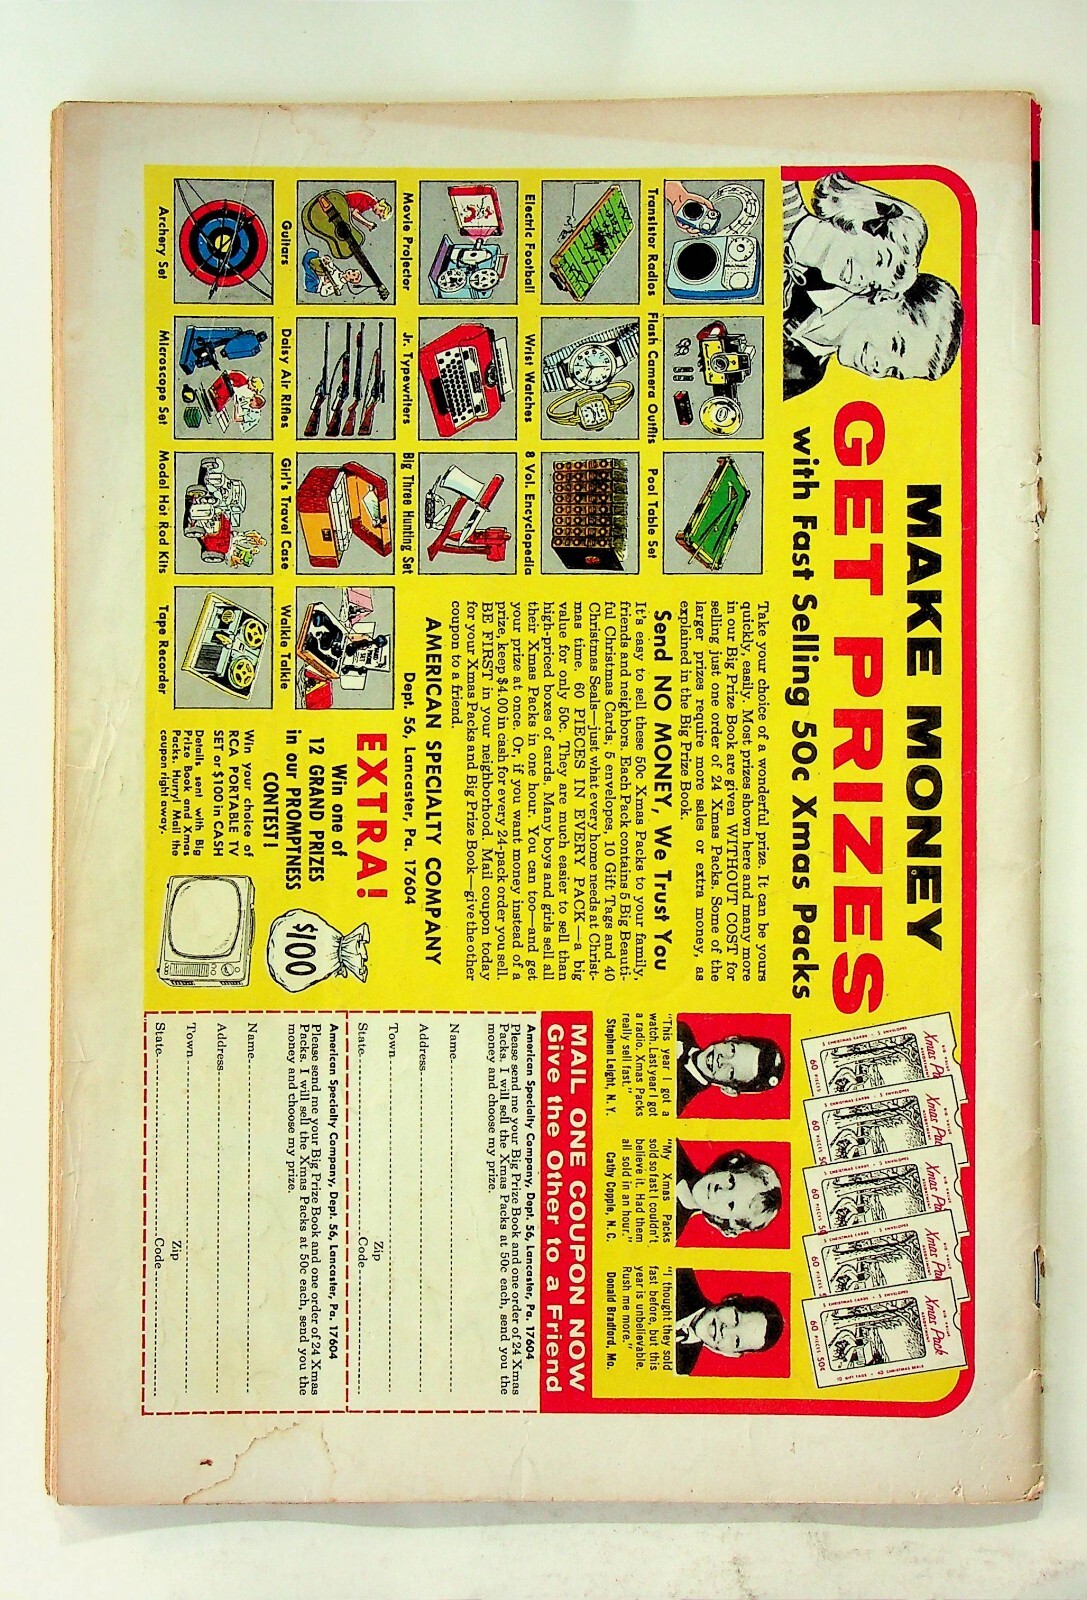 MAKE MONEY
GET PRIZES
with Fast Selling 50c Xmas Packs
Xmas Pack
5 CHRISTMAS CARDS • 5 ENVELOPES
60 PIECES 50¢
10 GIFT TAGS • 40 CHRISTMAS SEALS
Transistor Radios
Flash Camera Outfits
Pool Table Set
Electric Football
Wrist Watches
8 Vol. Encyclopedia
Movie Projector
Jr. Typewriters
Big Three Hunting Set
Guitars
Daisy Air Rifles
Girl's Travel Case
Walkie Talkie
Archery Set
Microscope Set
Model Hot Rod Kits
Tape Recorder
Take your choice of a wonderful prize. It can be yours
quickly, easily. Most prizes shown here and many more
in our Big Prize Book are given WITHOUT COST for
selling just one order of 24 Xmas Packs. Some of the
larger prizes require more sales or extra money, as
explained in the Big Prize Book.
Send NO MONEY, We Trust You
It's easy to sell these 50c Xmas Packs to your family,
friends and neighbors. Each Pack contains 5 Big Beauti-
ful Christmas Cards, 5 envelopes, 10 Gift Tags and 40
Christmas Seals—just what every home needs at Christ-
mas time. 60 PIECES IN EVERY PACK—a big
value for only 50c. They are much easier to sell than
high-priced boxes of cards. Many boys and girls sell all
their Xmas Packs in one hour. You can too—and get
your prize at once. Or, if you want money instead of a
prize, keep $4.00 in cash for every 24-pack order you sell.
BE FIRST in your neighborhood. Mail coupon today
for your Xmas Packs and Big Prize Book—give the other
coupon to a friend.
AMERICAN SPECIALTY COMPANY
Dept. 56, Lancaster, Pa. 17604
EXTRA!
Win one of
12 GRAND PRIZES
in our PROMPTNESS
CONTEST!
Win your choice of
RCA PORTABLE TV
SET or $100 in CASH
Details sent with Big
Prize Book and Xmas
Packs. Hurry! Mail the
coupon right away.
$100
"This year I got a
watch. Last year I got
a radio. Xmas Packs
really sell fast."
Stephen Leight, N. Y.
"My Xmas Packs
sold so fast I couldn't
believe it. Had them
all sold in an hour."
Cathy Copple, N. C.
"I thought they sold
fast before, but this
year is unbelievable.
Rush me more."
Donald Bradford, Mo.
MAIL ONE COUPON NOW
Give the Other to a Friend
American Specialty Company, Dept. 56, Lancaster, Pa. 17604
Please send me your Big Prize Book and one order of 24 Xmas
Packs. I will sell the Xmas Packs at 50c each, send you the
money and choose my prize.
Name
Address
Town
State
Zip
Code
American Specialty Company, Dept. 56, Lancaster, Pa. 17604
Please send me your Big Prize Book and one order of 24 Xmas
Packs. I will sell the Xmas Packs at 50c each, send you the
money and choose my prize.
Name
Address
Town
State
Zip
Code